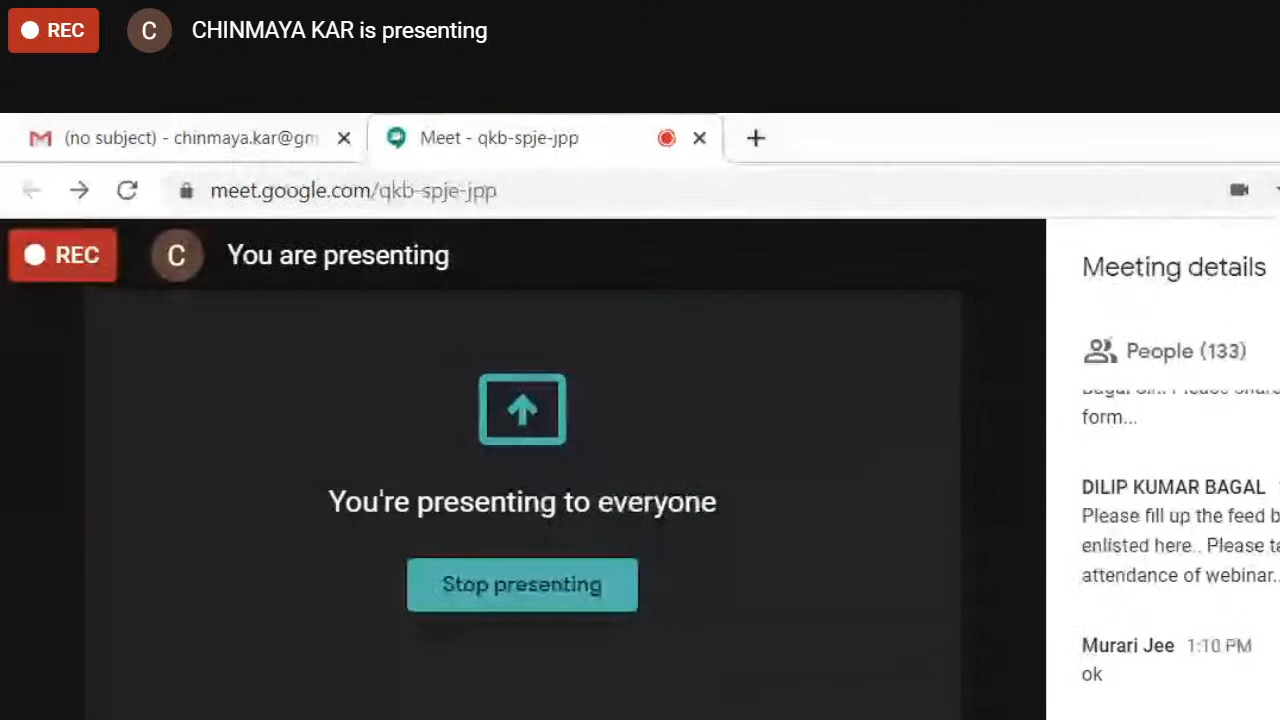 REC C CHINMAYA KAR is presenting
(no subject) - chinmaya.kar@gm
Meet - qkb-spje-jpp
meet.google.com/qkb-spje-jpp
REC C You are presenting
You're presenting to everyone
Stop presenting
Meeting details
People (133)
form...
DILIP KUMAR BAGAL
Please fill up the feed b
enlisted here.. Please ta
attendance of webinar..
Murari Jee 1:10 PM
ok